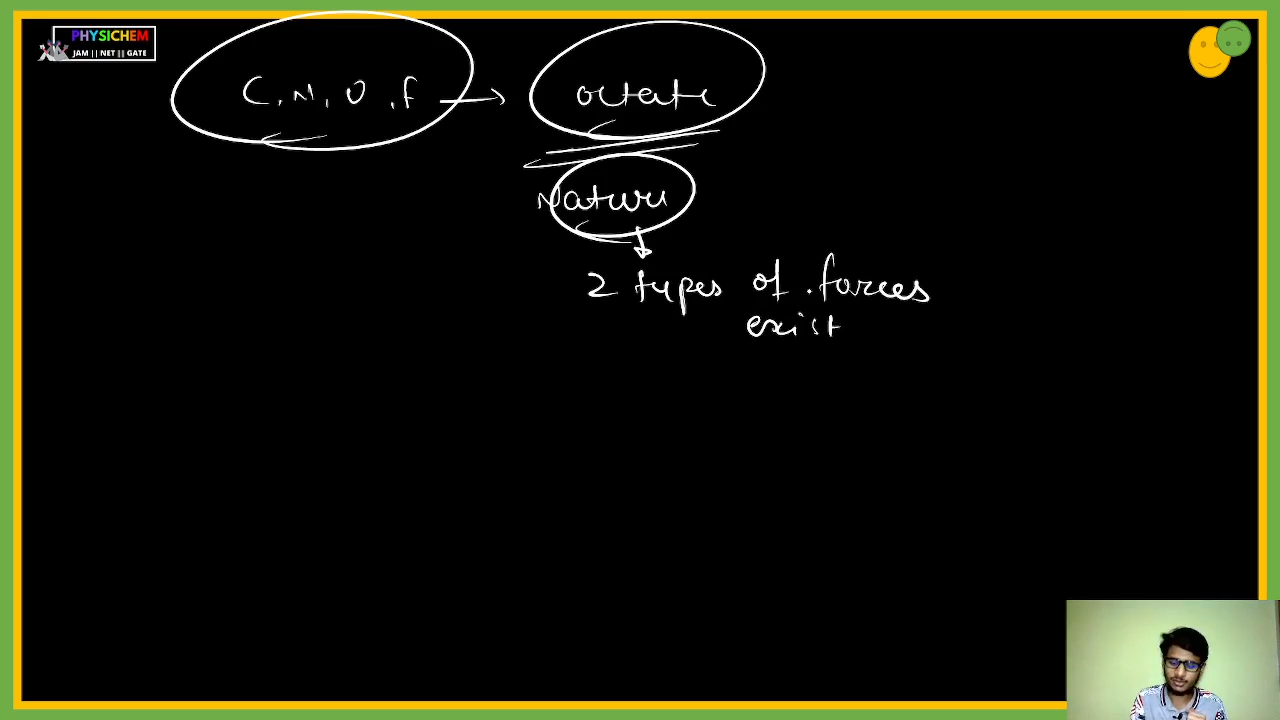 PHYSICHEM
JAM || NET || GATE
C, N, O, F → octate
Nature
2 types of forces
exist